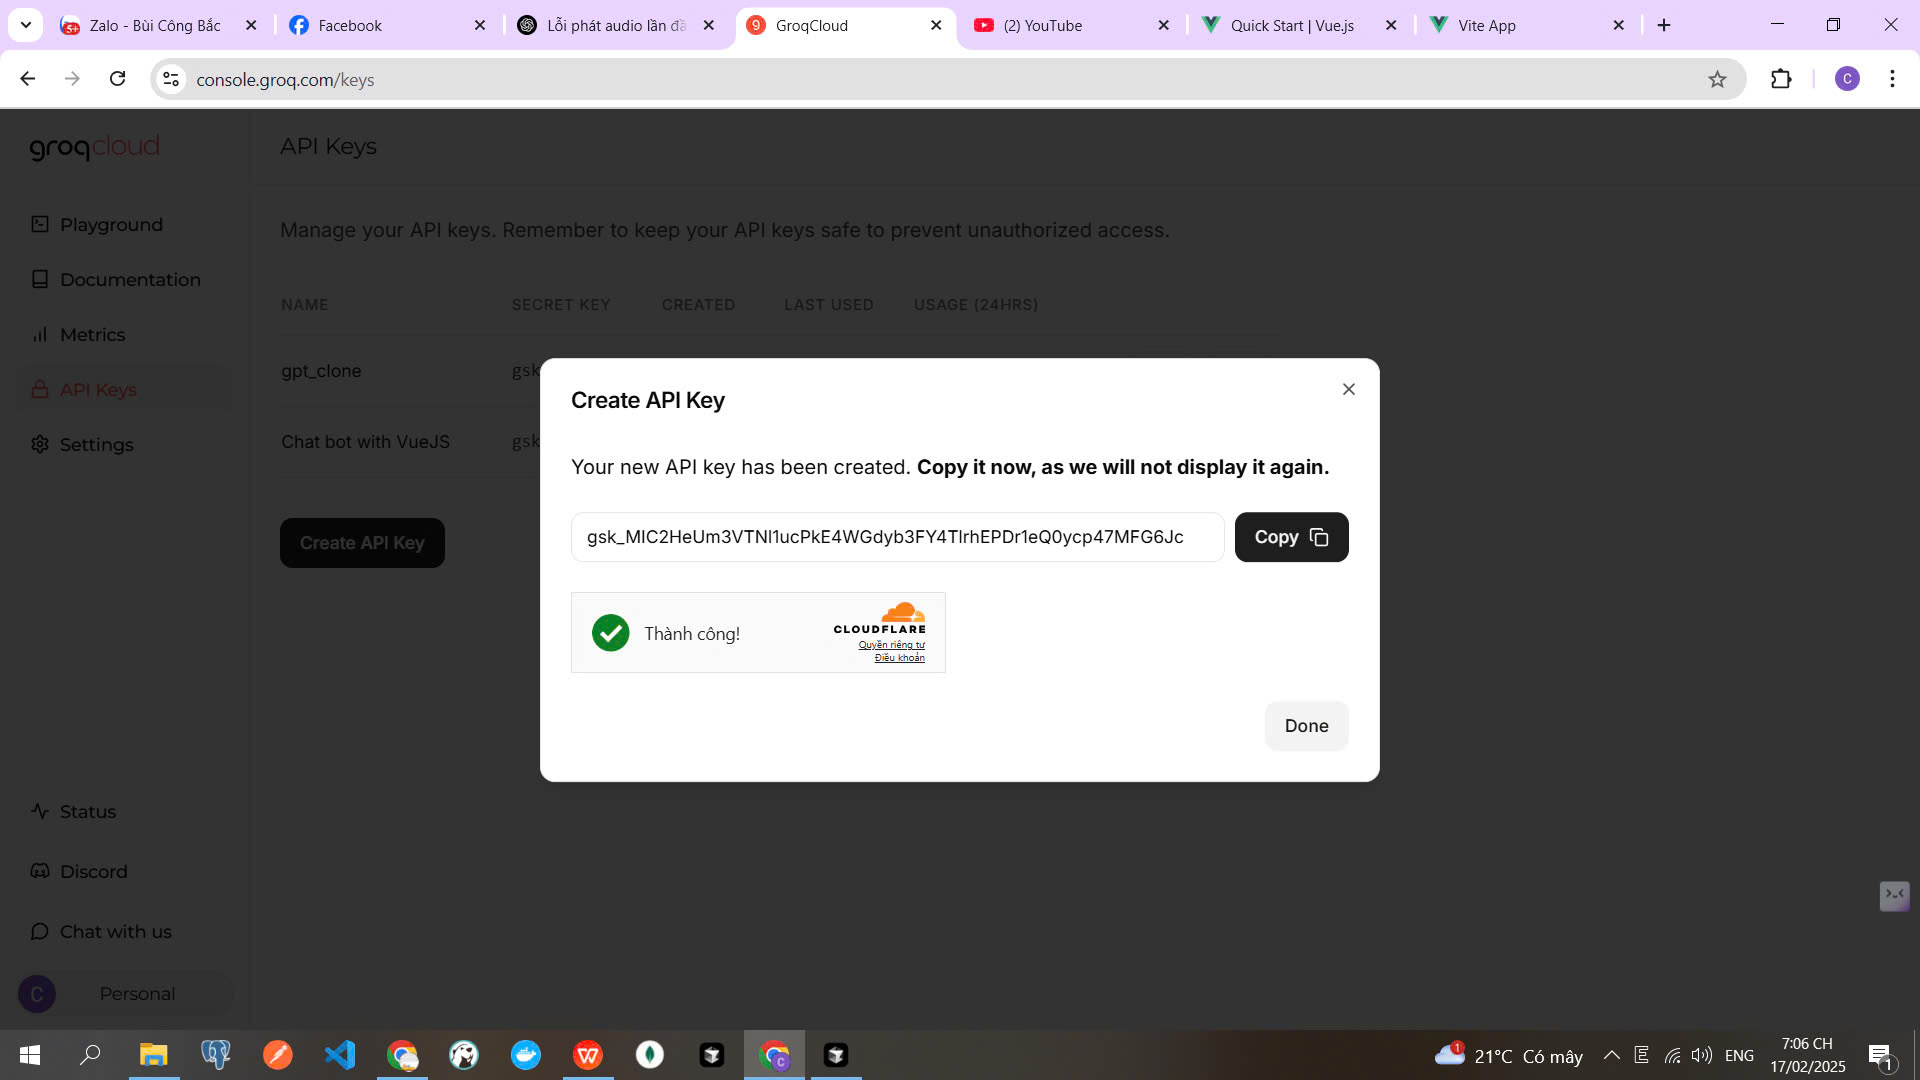 Zalo - Bùi Công Bắc
Facebook
Lỗi phát audio lần đầ
GroqCloud
(2) YouTube
Quick Start | Vue.js
Vite App
console.groq.com/keys
C
groqcloud
API Keys
Playground
Documentation
Metrics
API Keys
Settings
Manage your API keys. Remember to keep your API keys safe to prevent unauthorized access.
NAME SECRET KEY CREATED LAST USED USAGE (24HRS)
gpt_clone gsk
Chat bot with VueJS gsk
Create API Key
Create API Key
Your new API key has been created. Copy it now, as we will not display it again.
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
Copy
Thành công!
CLOUDFLARE
Quyền riêng tư
Điều khoản
Done
Status
Discord
Chat with us
C Personal
1 21°C Có mây
ENG
7:06 CH
17/02/2025
1